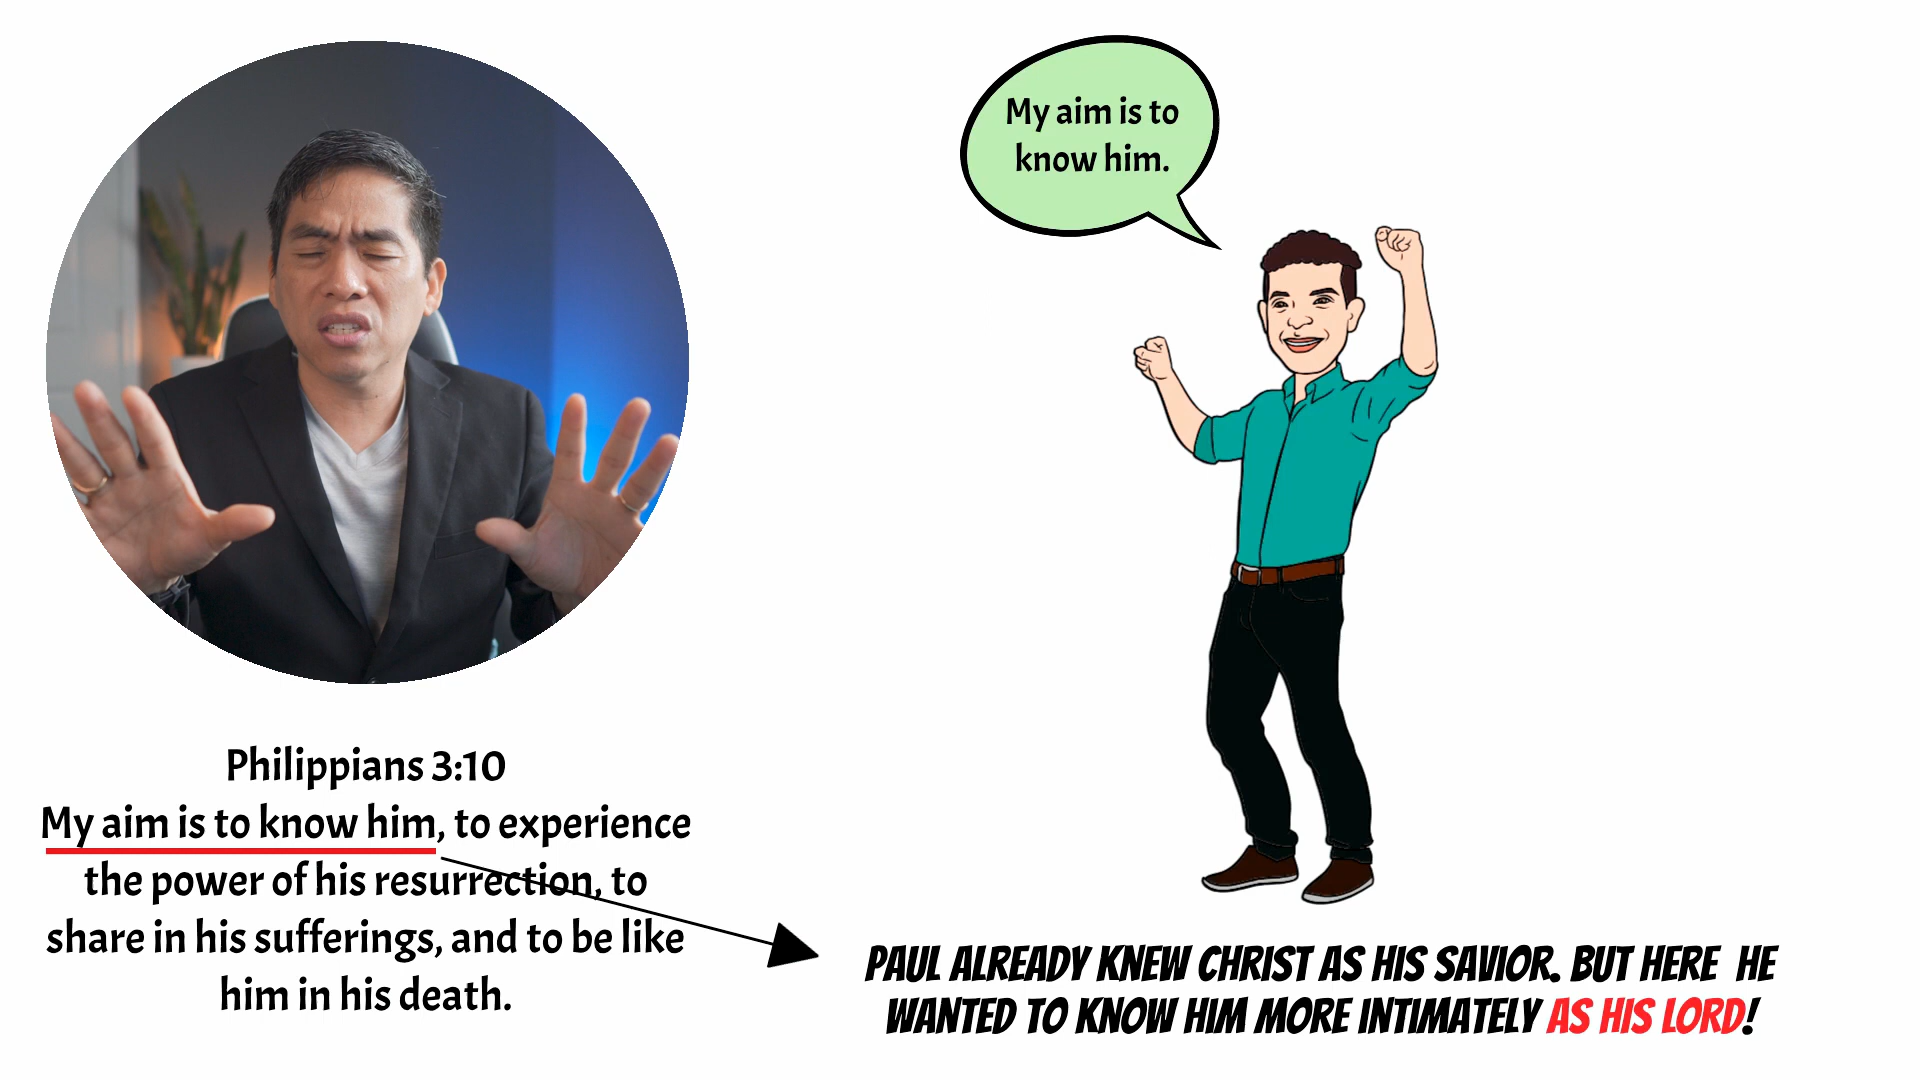 My aim is to
know him.
Philippians 3:10
My aim is to know him, to experience
the power of his resurrection, to
share in his sufferings, and to be like
him in his death.
PAUL ALREADY KNEW CHRIST AS HIS SAVIOR. BUT HERE HE
WANTED TO KNOW HIM MORE INTIMATELY AS HIS LORD!